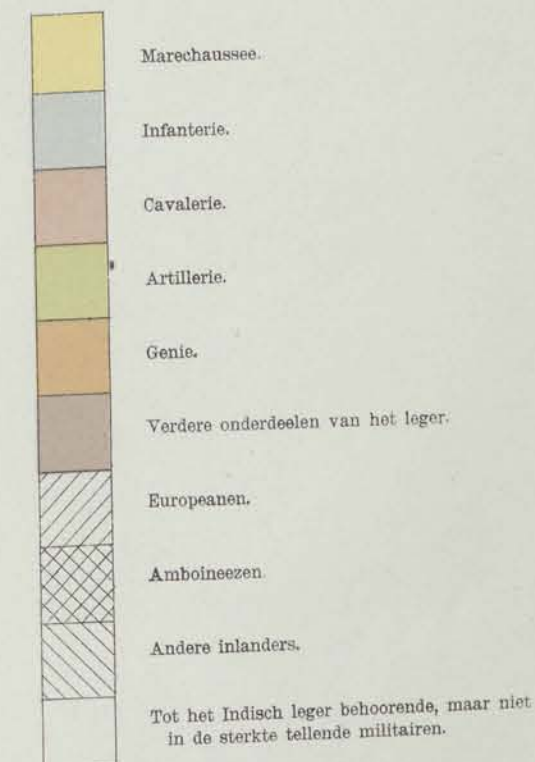 Marechaussee.
Infanterie.
Cavalerie.
Artillerie.
Genie.
Verdere onderdeelen van het leger.
Europeanen.
Amboineezen.
Andere inlanders.
Tot het Indisch leger behoorende, maar niet
in de sterkte tellende militairen.